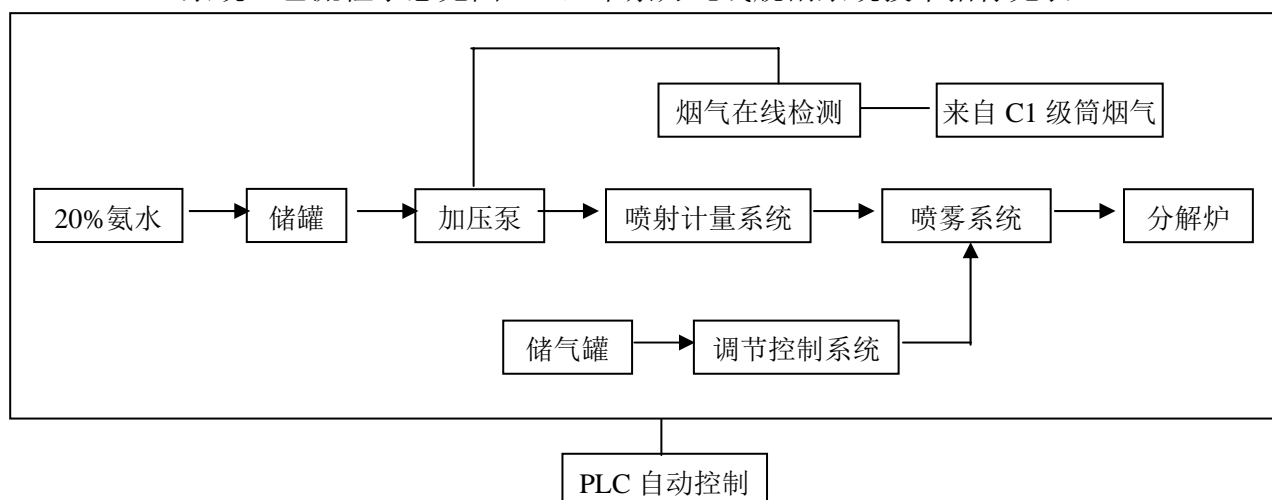 烟气在线检测
来自 C1 级筒烟气
20%氨水
储罐
加压泵
喷射计量系统
喷雾系统
分解炉
储气罐
调节控制系统
PLC 自动控制